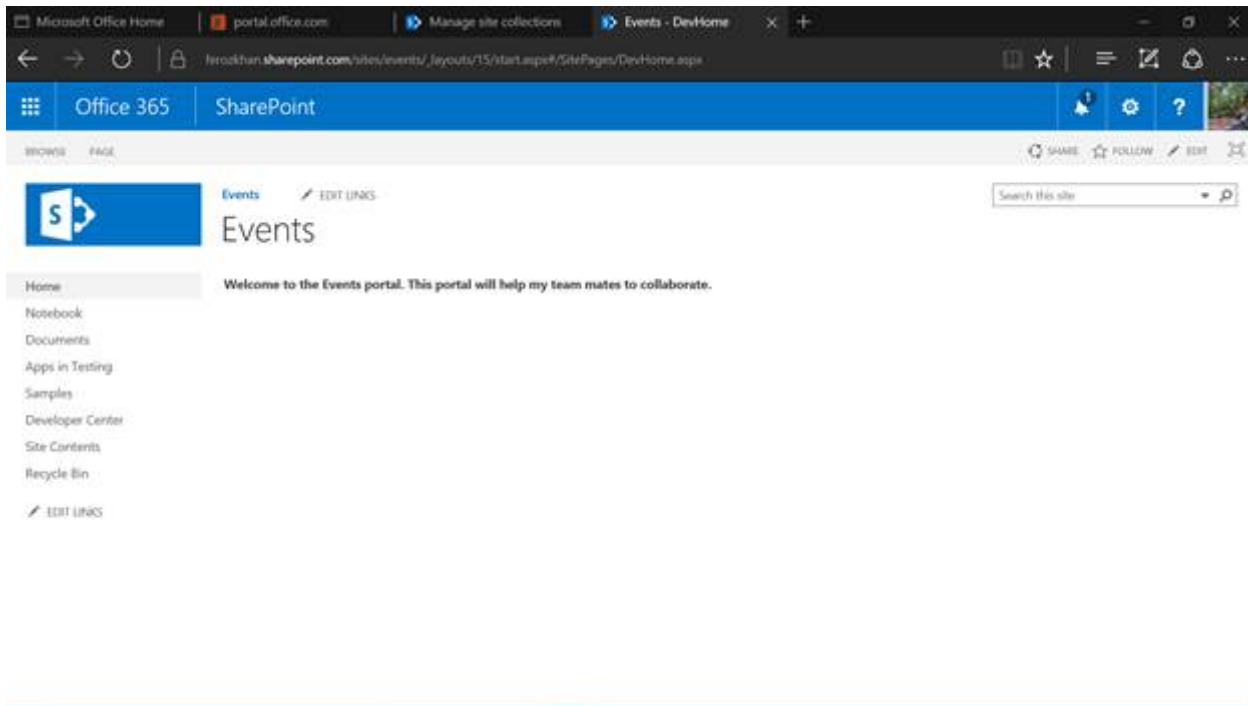 Microsoft Office Home portal.office.com Manage site collections Events - DevHome
ferozkhan.sharepoint.com/sites/events/_layouts/15/start.aspx#/SitePages/DevHome.aspx
Office 365 SharePoint 1 ?
BROWSE PAGE SHARE FOLLOW EDIT
S
Events EDIT LINKS Search this site
Events
Home
Welcome to the Events portal. This portal will help my team mates to collaborate.
Notebook
Documents
Apps in Testing
Samples
Developer Center
Site Contents
Recycle Bin
EDIT LINKS